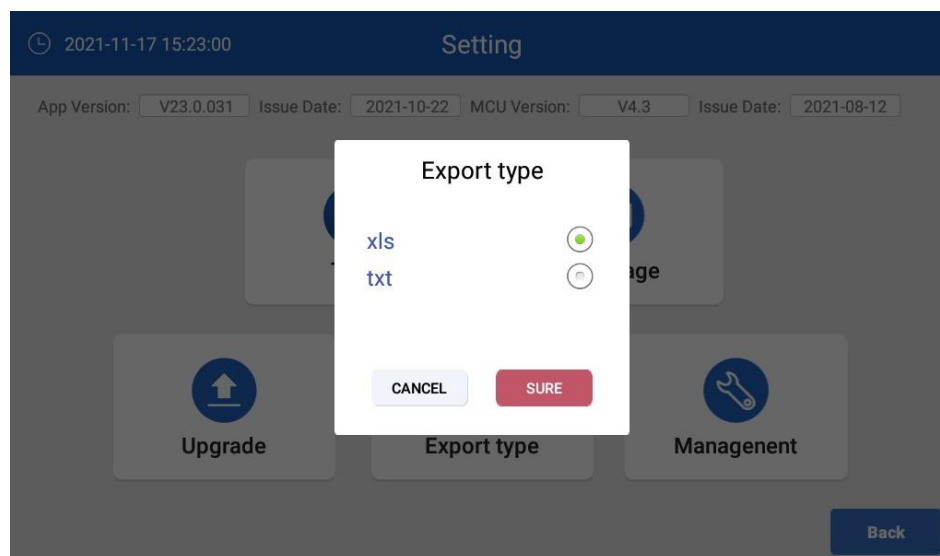 2021-11-17 15:23:00 Setting
App Version: V23.0.031 Issue Date: 2021-10-22 MCU Version: V4.3 Issue Date: 2021-08-12
Export type
xls
txt
CANCEL SURE
Upgrade Export type Managenent
Back